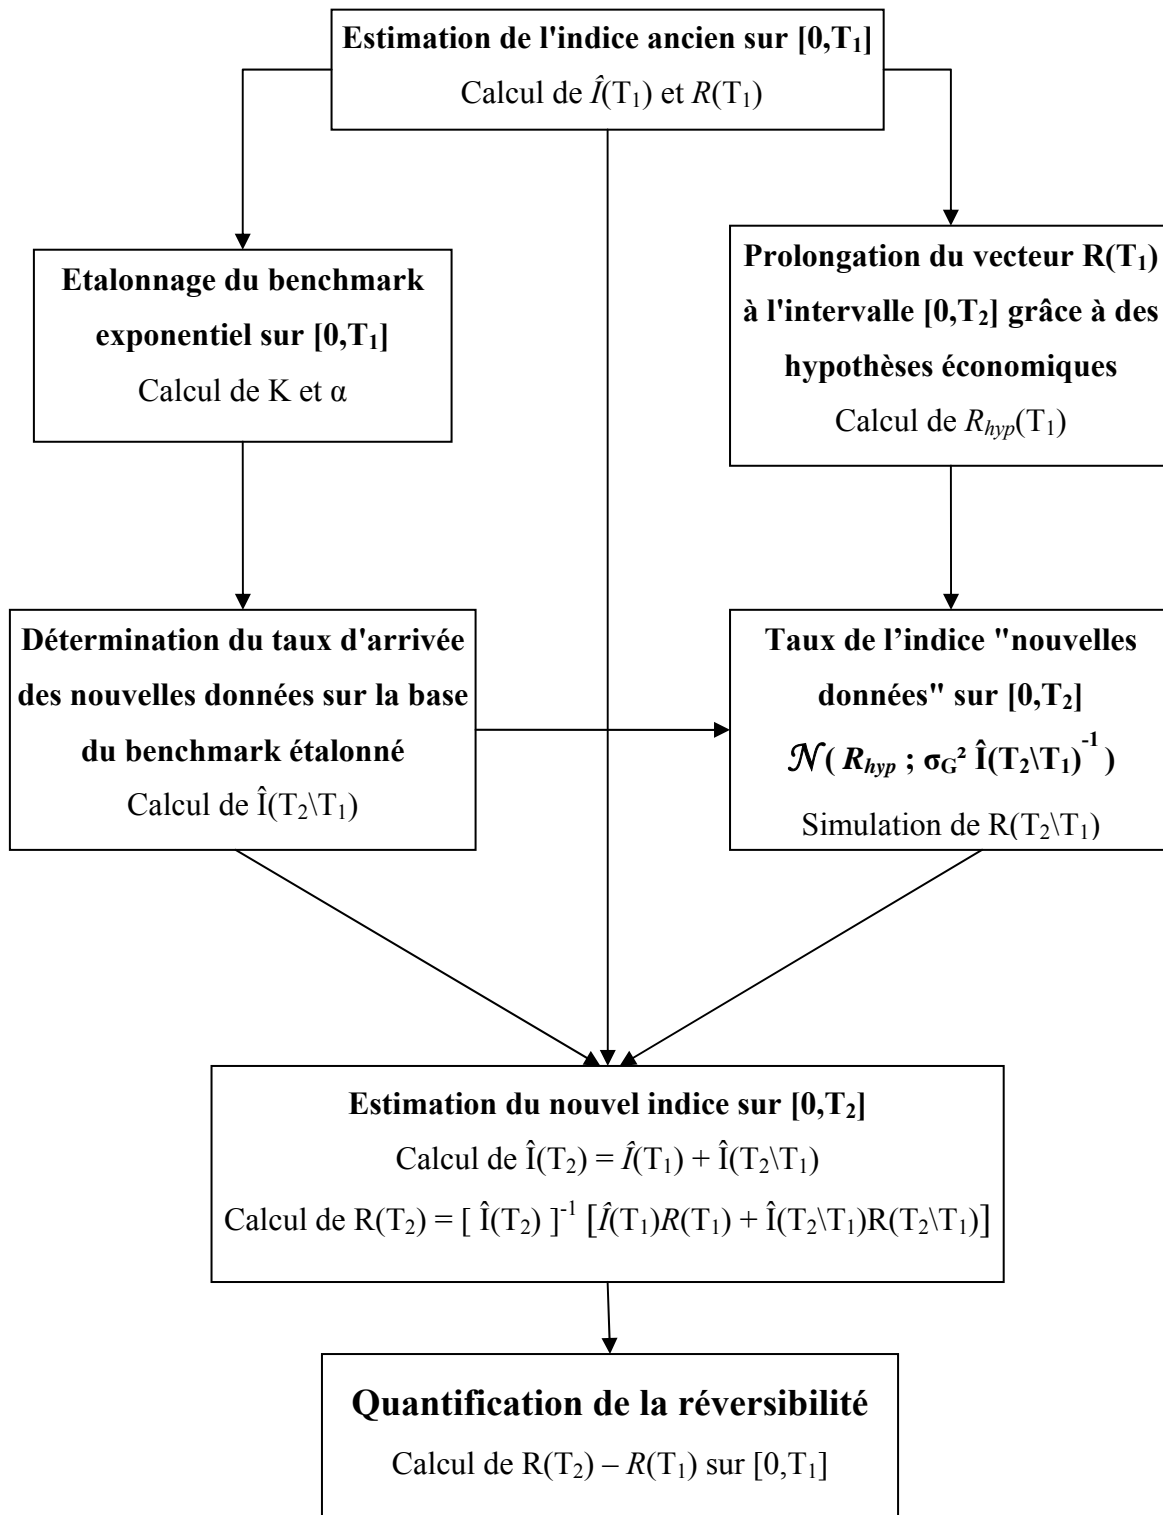 Estimation de l'indice ancien sur [0,T₁]
Calcul de Î(T₁) et R(T₁)
Etalonnage du benchmark
exponentiel sur [0,T₁]
Calcul de K et α
Prolongation du vecteur R(T₁)
à l'intervalle [0,T₂] grâce à des
hypothèses économiques
Calcul de R_hyp(T₁)
Détermination du taux d'arrivée
des nouvelles données sur la base
du benchmark étalonné
Calcul de Î(T₂\T₁)
Taux de l’indice "nouvelles
données" sur [0,T₂]
𝒩( R_hyp ; σ_G² Î(T₂\T₁)⁻¹ )
Simulation de R(T₂\T₁)
Estimation du nouvel indice sur [0,T₂]
Calcul de Î(T₂) = Î(T₁) + Î(T₂\T₁)
Calcul de R(T₂) = [ Î(T₂) ]⁻¹ [Î(T₁)R(T₁) + Î(T₂\T₁)R(T₂\T₁)]
Quantification de la réversibilité
Calcul de R(T₂) – R(T₁) sur [0,T₁]